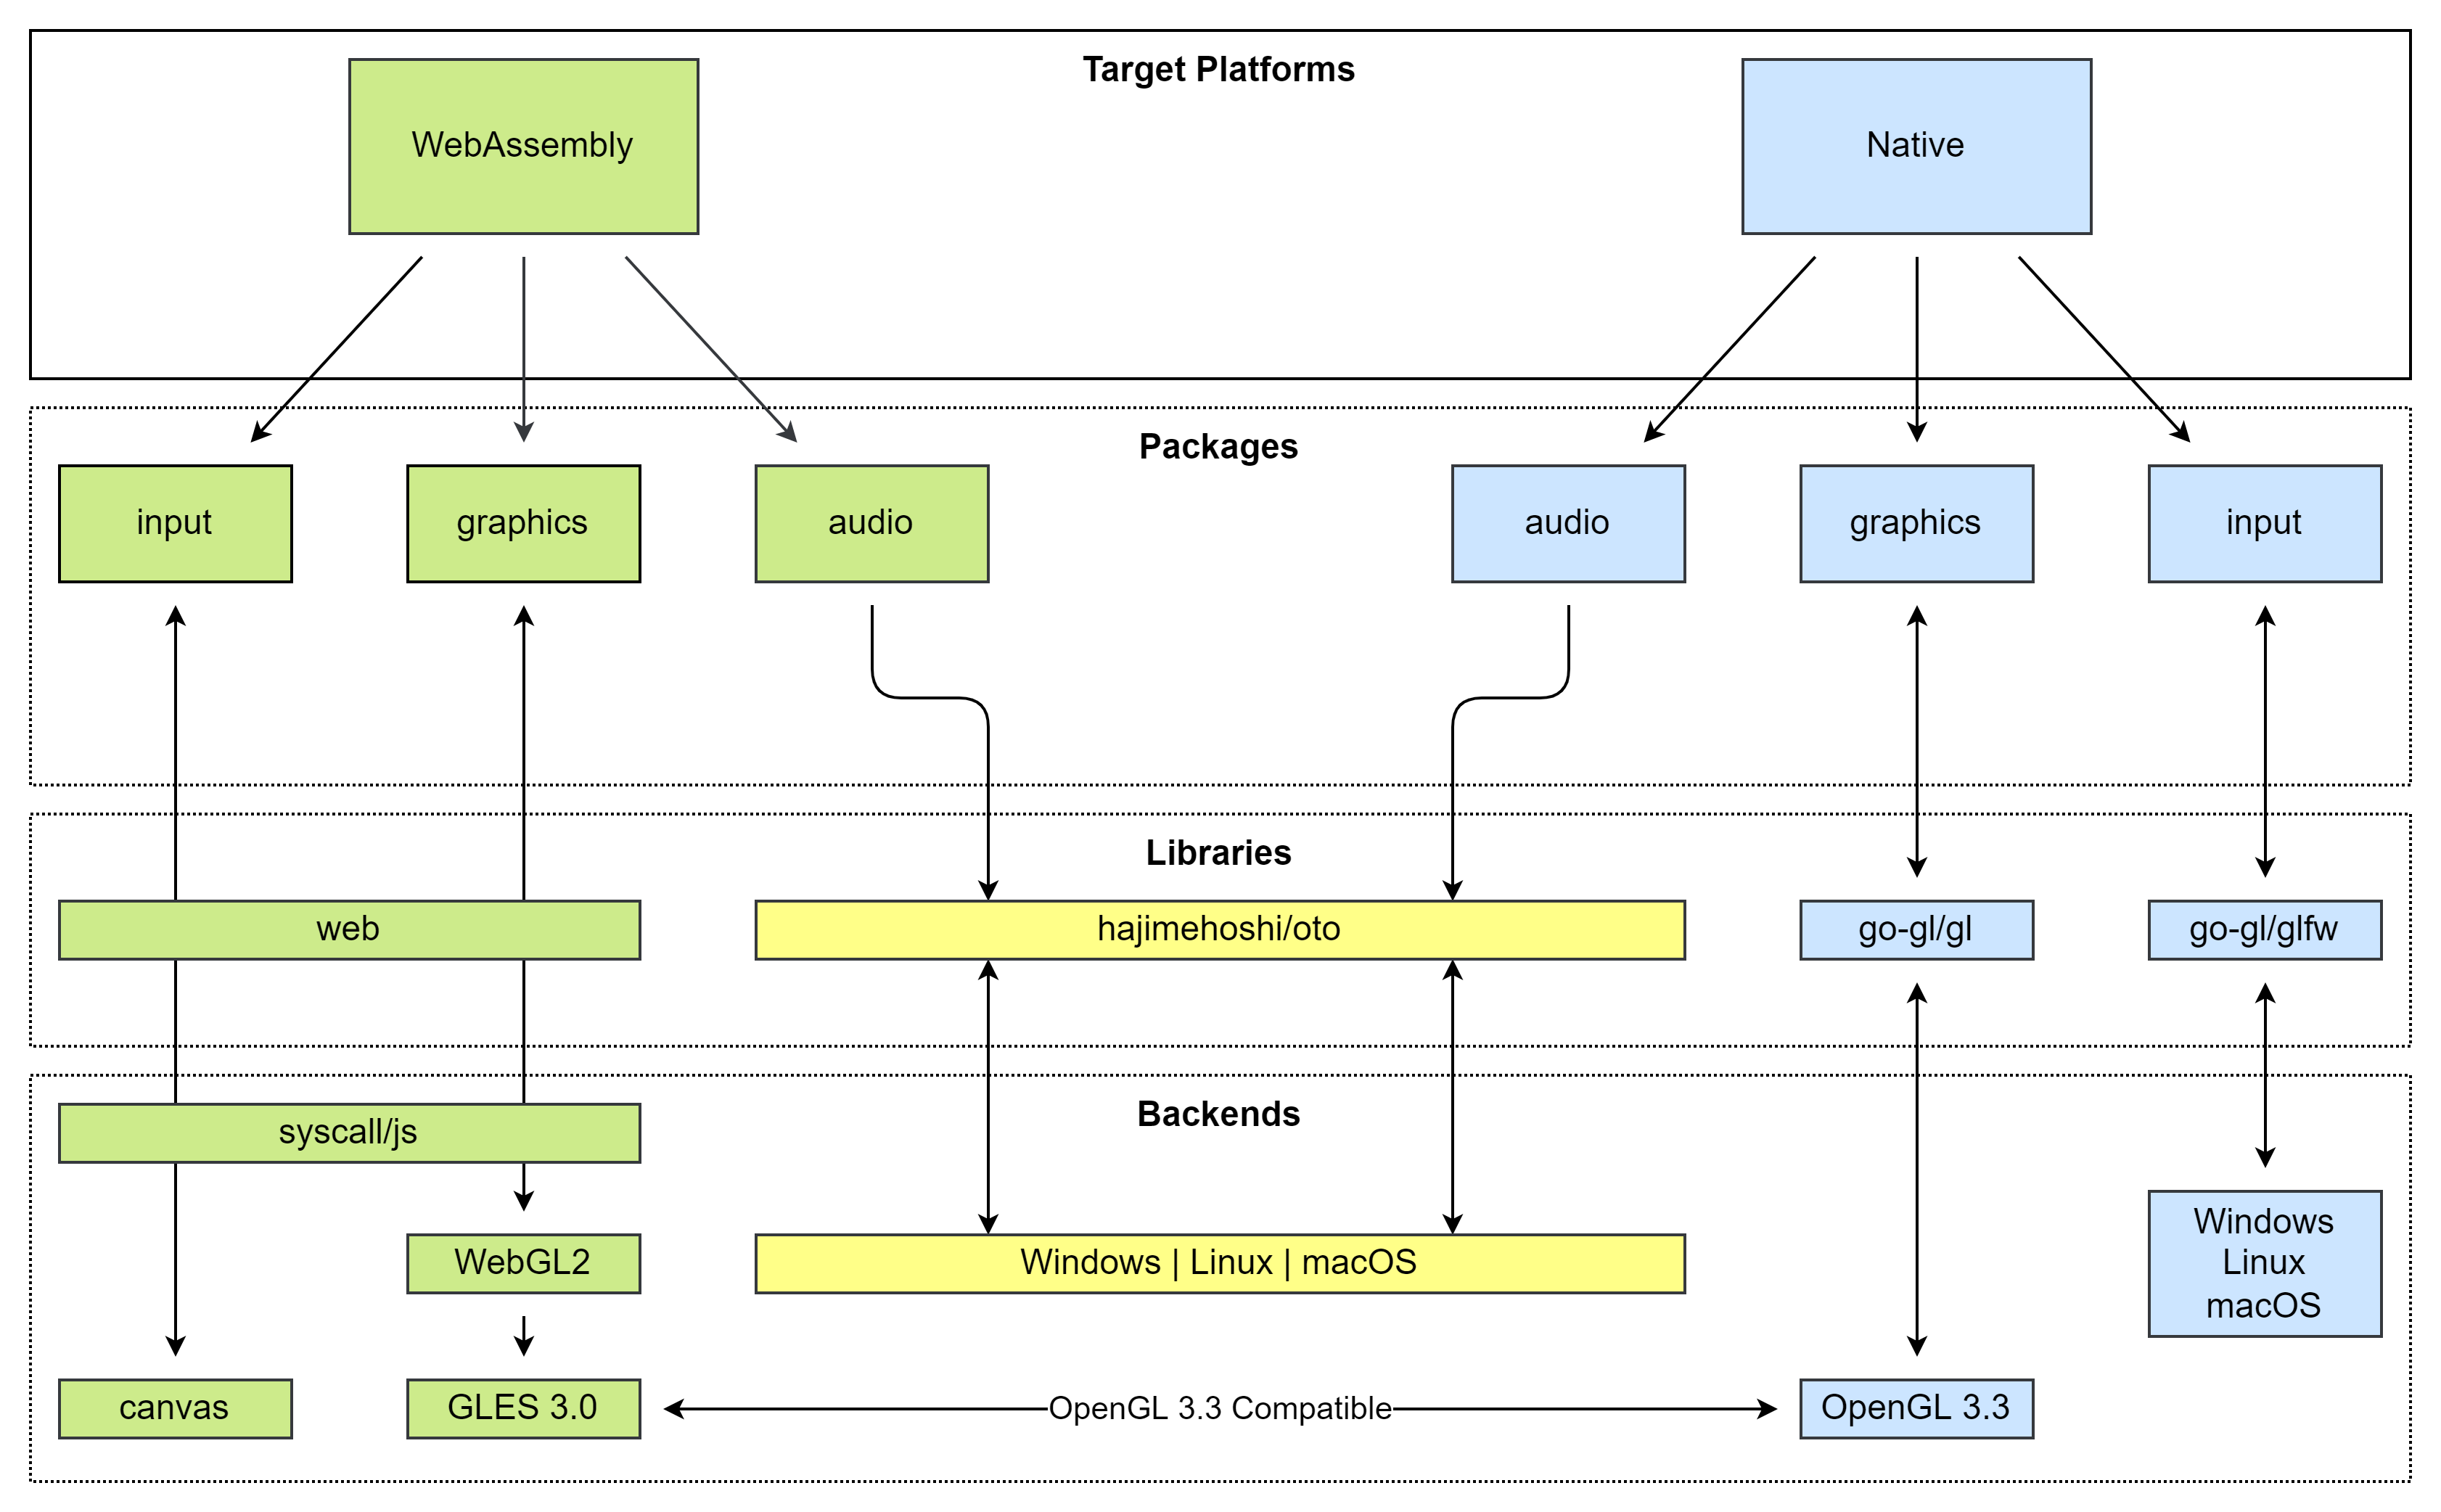 Target Platforms
WebAssembly
Native
Packages
input
graphics
audio
audio
graphics
input
Libraries
web
hajimehoshi/oto
go-gl/gl
go-gl/glfw
Backends
syscall/js
WebGL2
Windows | Linux | macOS
Windows
Linux
macOS
canvas
GLES 3.0
OpenGL 3.3 Compatible
OpenGL 3.3